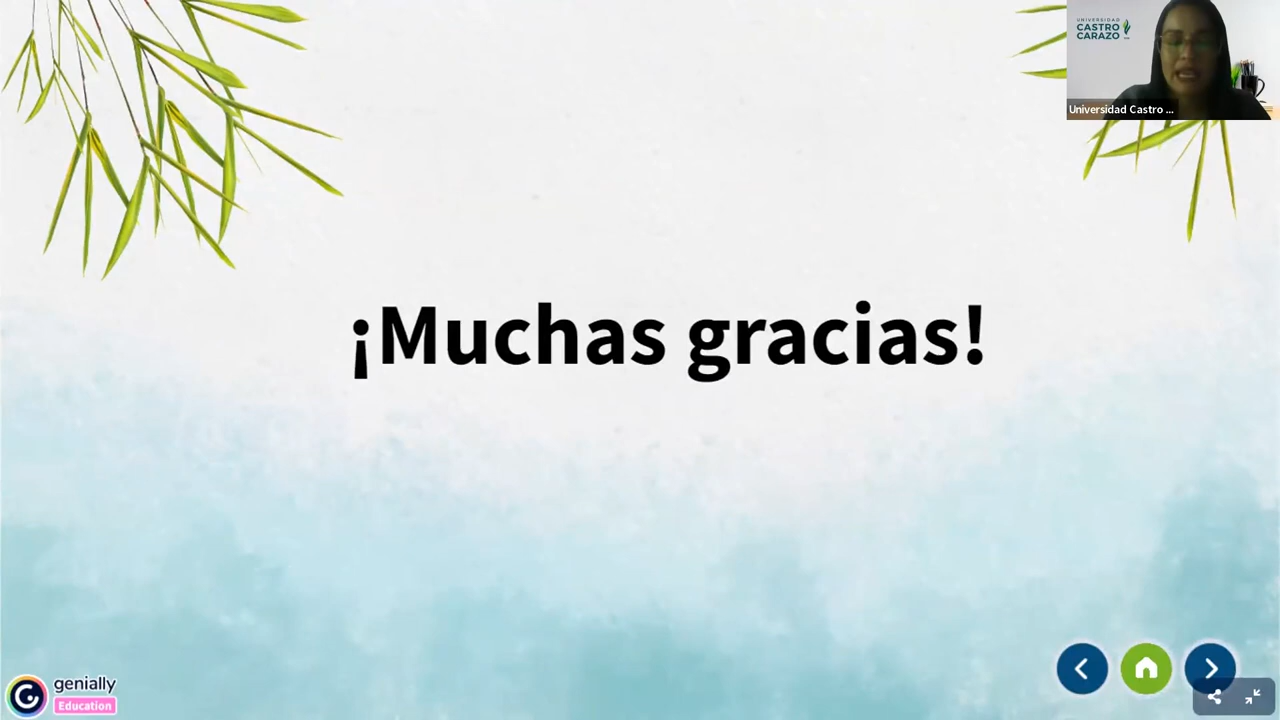 UNIVERSIDAD
CASTRO
CARAZO
Universidad Castro ...
¡Muchas gracias!
genially
Education